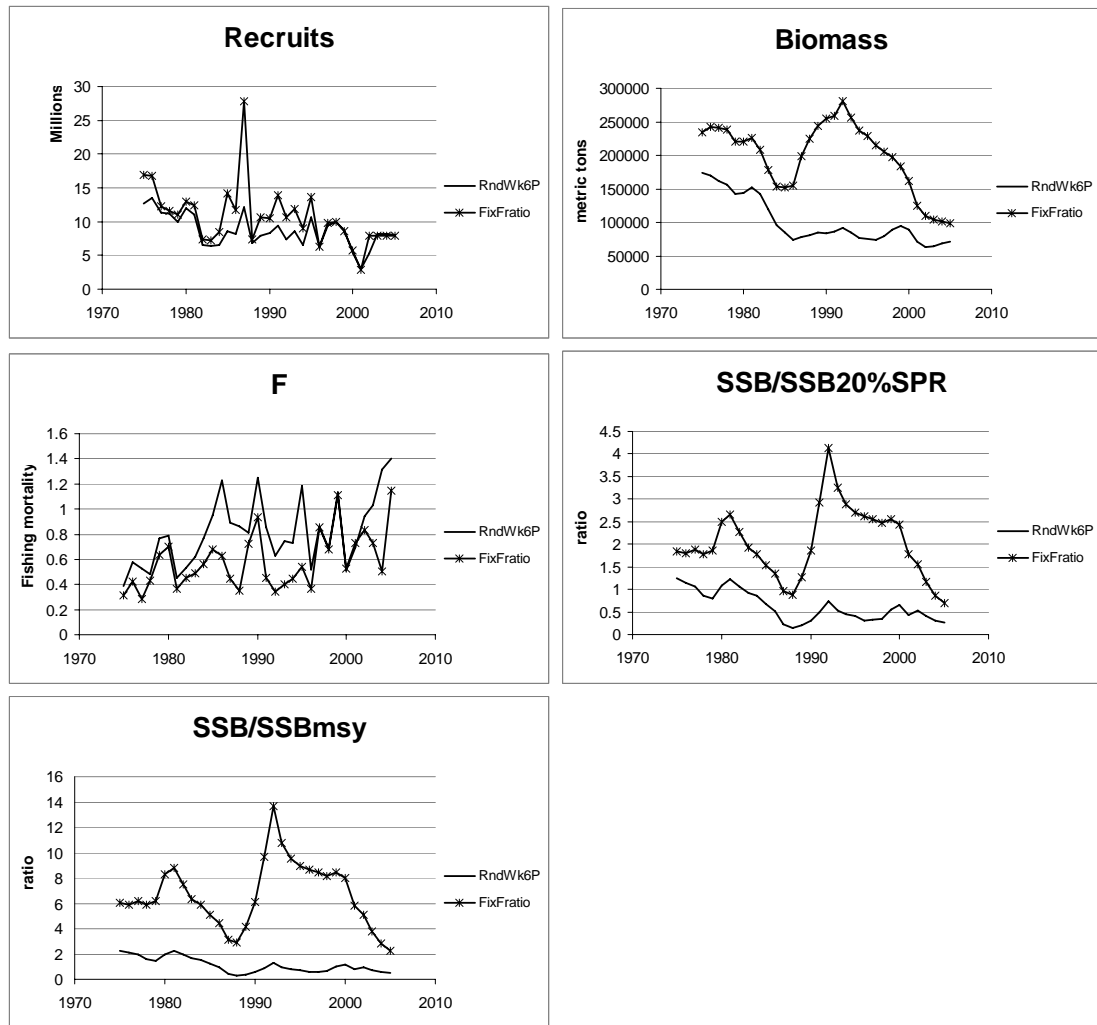 Recruits
Millions
30
25
20
15
10
5
0
1970 1980 1990 2000 2010
RndWk6P
FixFratio
Biomass
metric tons
300000
250000
200000
150000
100000
50000
0
1970 1980 1990 2000 2010
RndWk6P
FixFratio
F
Fishing mortality
1.6
1.4
1.2
1
0.8
0.6
0.4
0.2
0
1970 1980 1990 2000 2010
RndWk6P
FixFratio
SSB/SSB20%SPR
ratio
4.5
4
3.5
3
2.5
2
1.5
1
0.5
0
1970 1980 1990 2000 2010
RndWk6P
FixFratio
SSB/SSBmsy
ratio
16
14
12
10
8
6
4
2
0
1970 1980 1990 2000 2010
RndWk6P
FixFratio